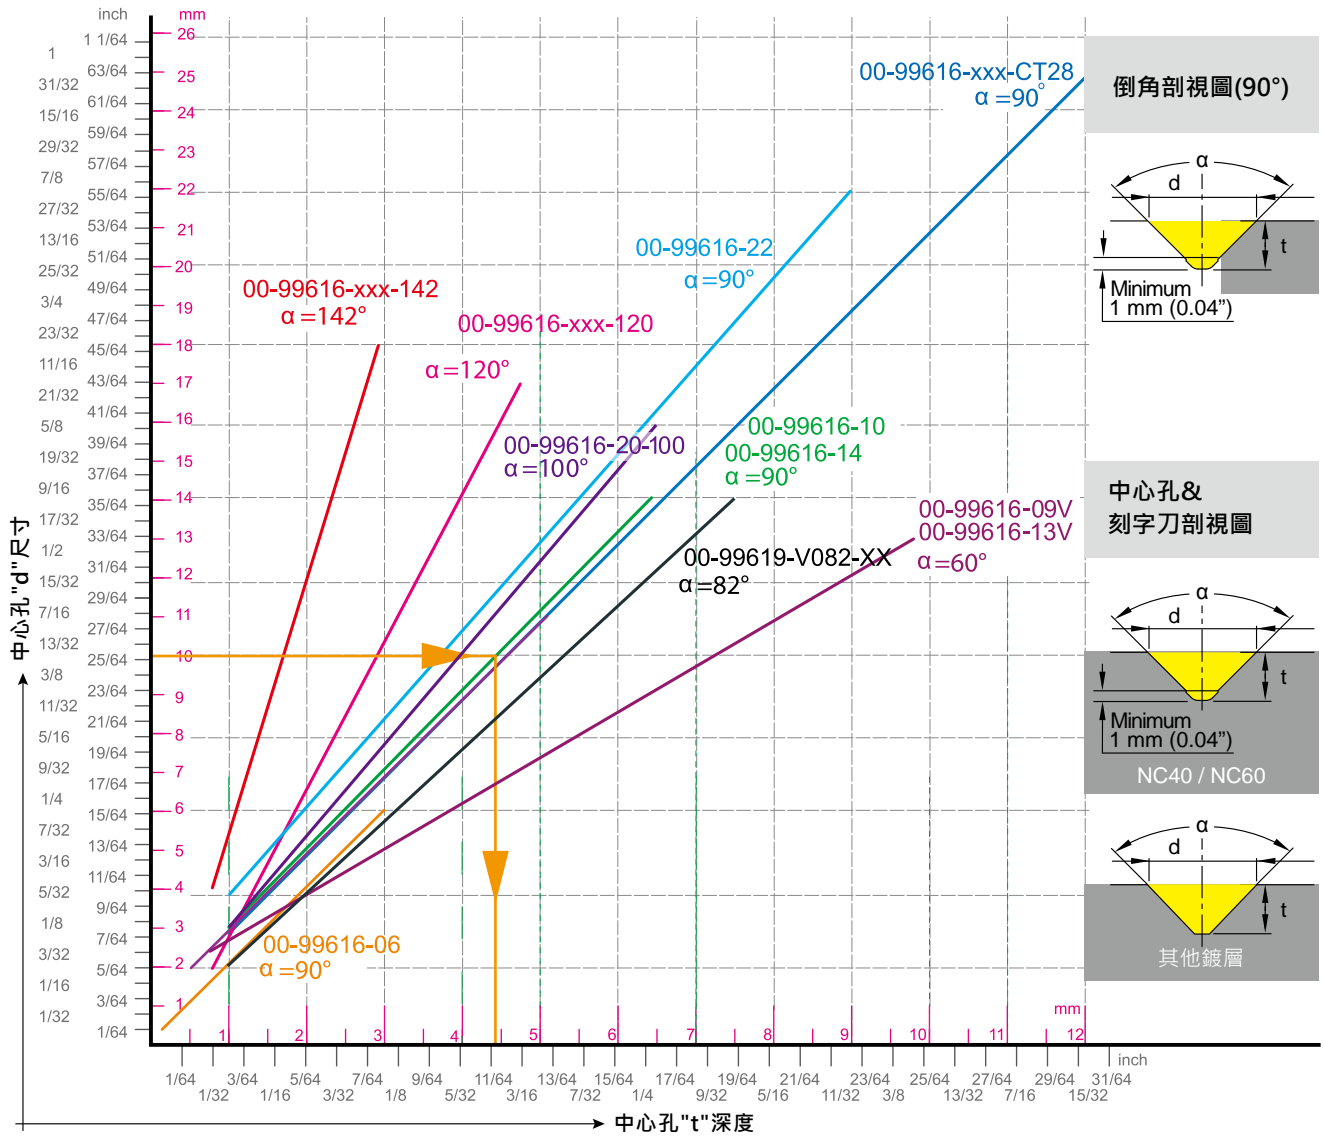 inch
mm
1 1/64
1
63/64
31/32
61/64
15/16
59/64
29/32
57/64
7/8
55/64
27/32
53/64
13/16
51/64
25/32
49/64
3/4
47/64
23/32
45/64
11/16
43/64
21/32
41/64
5/8
39/64
19/32
37/64
9/16
35/64
17/32
33/64
1/2
31/64
15/32
29/64
7/16
27/64
13/32
25/64
3/8
23/64
11/32
21/64
5/16
19/64
9/32
17/64
1/4
15/64
7/32
13/64
3/16
11/64
5/32
9/64
1/8
7/64
3/32
5/64
1/16
3/64
1/32
1/64
26
25
24
23
22
21
20
19
18
17
16
15
14
13
12
11
10
9
8
7
6
5
4
3
2
1
中心孔"d"尺寸
00-99616-xxx-CT28
α=90°
00-99616-22
α=90°
00-99616-xxx-142
α=142°
00-99616-xxx-120
α=120°
00-99616-20-100
α=100°
00-99616-10
00-99616-14
α=90°
00-99616-09V
00-99616-13V
α=60°
00-99619-V082-XX
α=82°
00-99616-06
α=90°
mm
1 2 3 4 5 6 7 8 9 10 11 12
inch
1/64 3/64 5/64 7/64 9/64 11/64 13/64 15/64 17/64 19/64 21/64 23/64 25/64 27/64 29/64 31/64
1/32 1/16 3/32 1/8 5/32 3/16 7/32 1/4 9/32 5/16 11/32 3/8 13/32 7/16 15/32
中心孔"t"深度
倒角剖視圖(90°)
α
d
t
Minimum
1 mm (0.04")
中心孔&
刻字刀剖視圖
α
d
t
Minimum
1 mm (0.04")
NC40 / NC60
α
d
t
其他鍍層